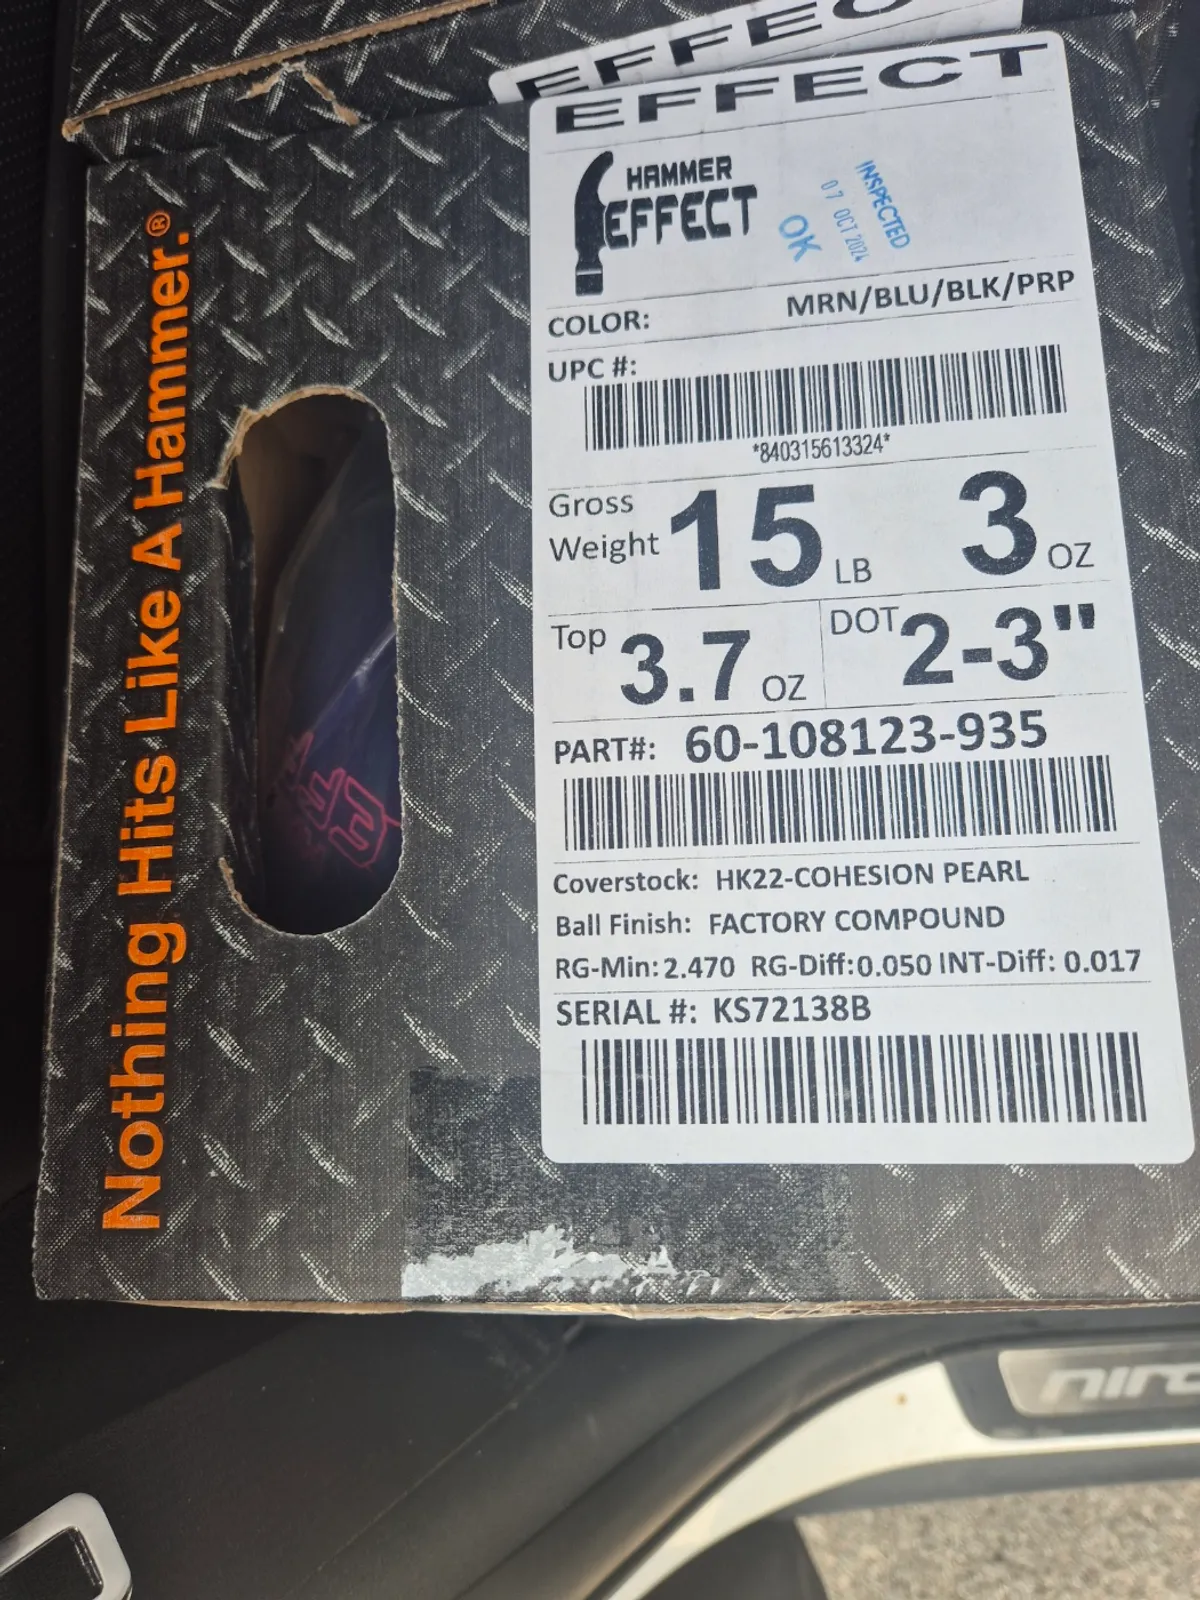 EFFEC
EFFECT
HAMMER
EFFECT
INSPECTED
07 OCT 2024
OK
COLOR: MRN/BLU/BLK/PRP
UPC #:
*840315613324*
Gross
Weight 15 LB 3 OZ
Top 3.7 OZ DOT 2-3"
PART#: 60-108123-935
Coverstock: HK22-COHESION PEARL
Ball Finish: FACTORY COMPOUND
RG-Min: 2.470 RG-Diff: 0.050 INT-Diff: 0.017
SERIAL #: KS72138B
Nothing Hits Like A Hammer.®
niro